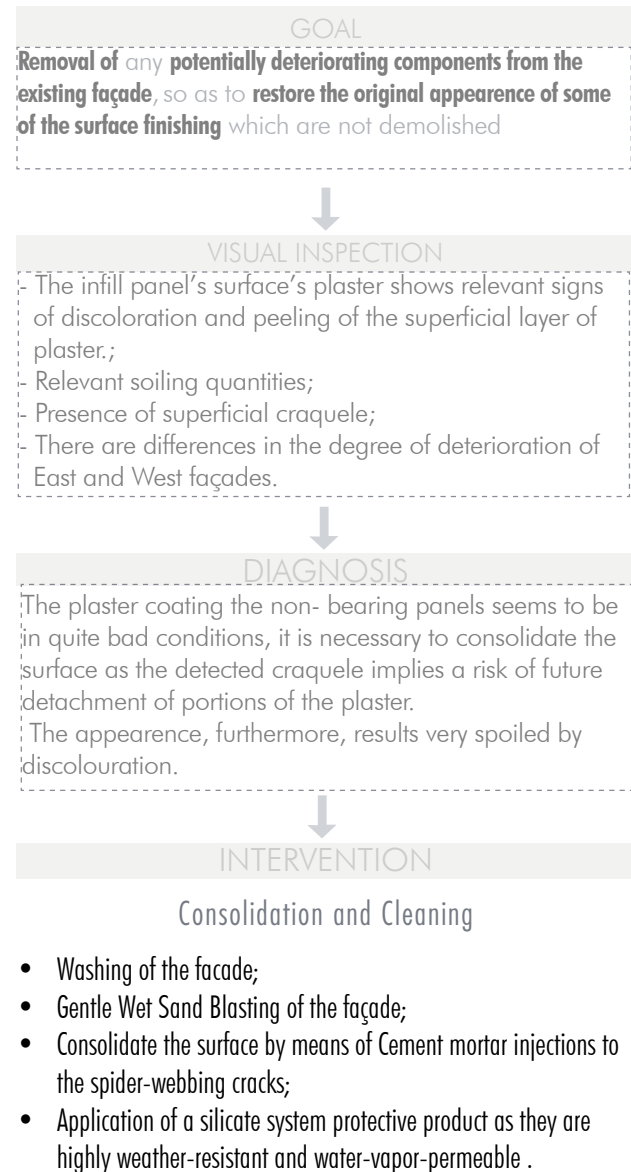 GOAL
Removal of any potentially deteriorating components from the
existing façade, so as to restore the original appearence of some
of the surface finishing which are not demolished
VISUAL INSPECTION
- The infill panel's surface's plaster shows relevant signs
of discoloration and peeling of the superficial layer of
plaster.;
- Relevant soiling quantities;
- Presence of superficial craquele;
- There are differences in the degree of deterioration of
East and West façades.
DIAGNOSIS
The plaster coating the non- bearing panels seems to be
in quite bad conditions, it is necessary to consolidate the
surface as the detected craquele implies a risk of future
detachment of portions of the plaster.
The appearence, furthermore, results very spoiled by
discolouration.
INTERVENTION
Consolidation and Cleaning
• Washing of the facade;
• Gentle Wet Sand Blasting of the façade;
• Consolidate the surface by means of Cement mortar injections to
the spider-webbing cracks;
• Application of a silicate system protective product as they are
highly weather-resistant and water-vapor-permeable .